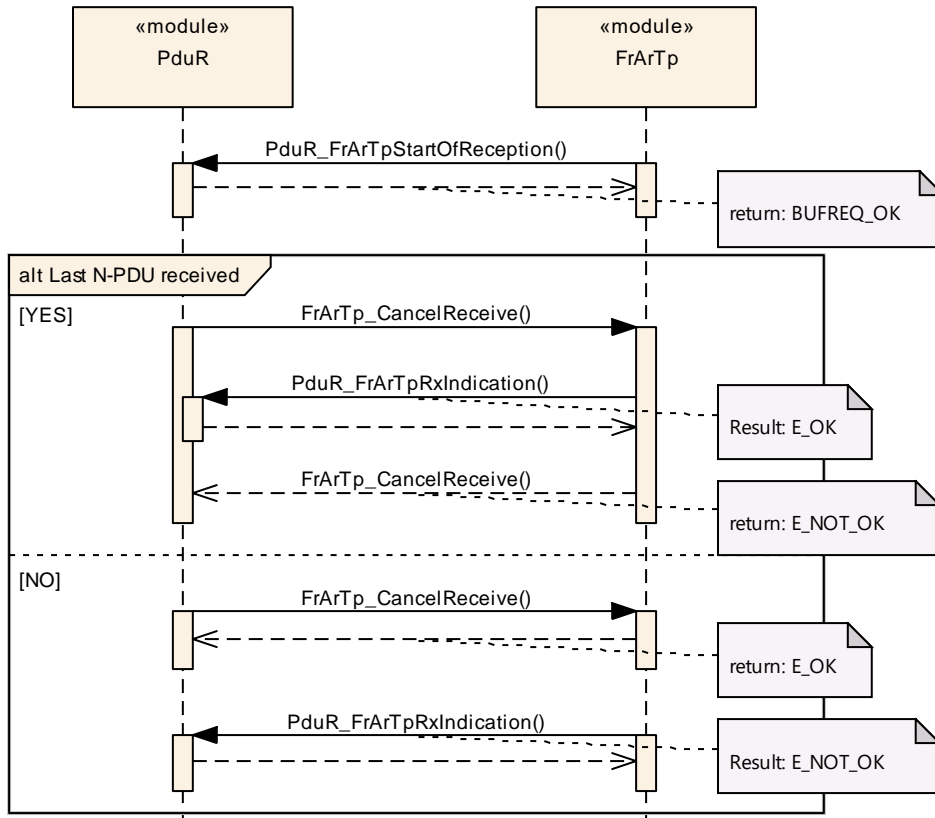 «module»
PduR
«module»
FrArTp
PduR_FrArTpStartOfReception()
return: BUFREQ_OK
alt Last N-PDU received
[YES]
FrArTp_CancelReceive()
PduR_FrArTpRxIndication()
Result: E_OK
FrArTp_CancelReceive()
return: E_NOT_OK
[NO]
FrArTp_CancelReceive()
return: E_OK
PduR_FrArTpRxIndication()
Result: E_NOT_OK